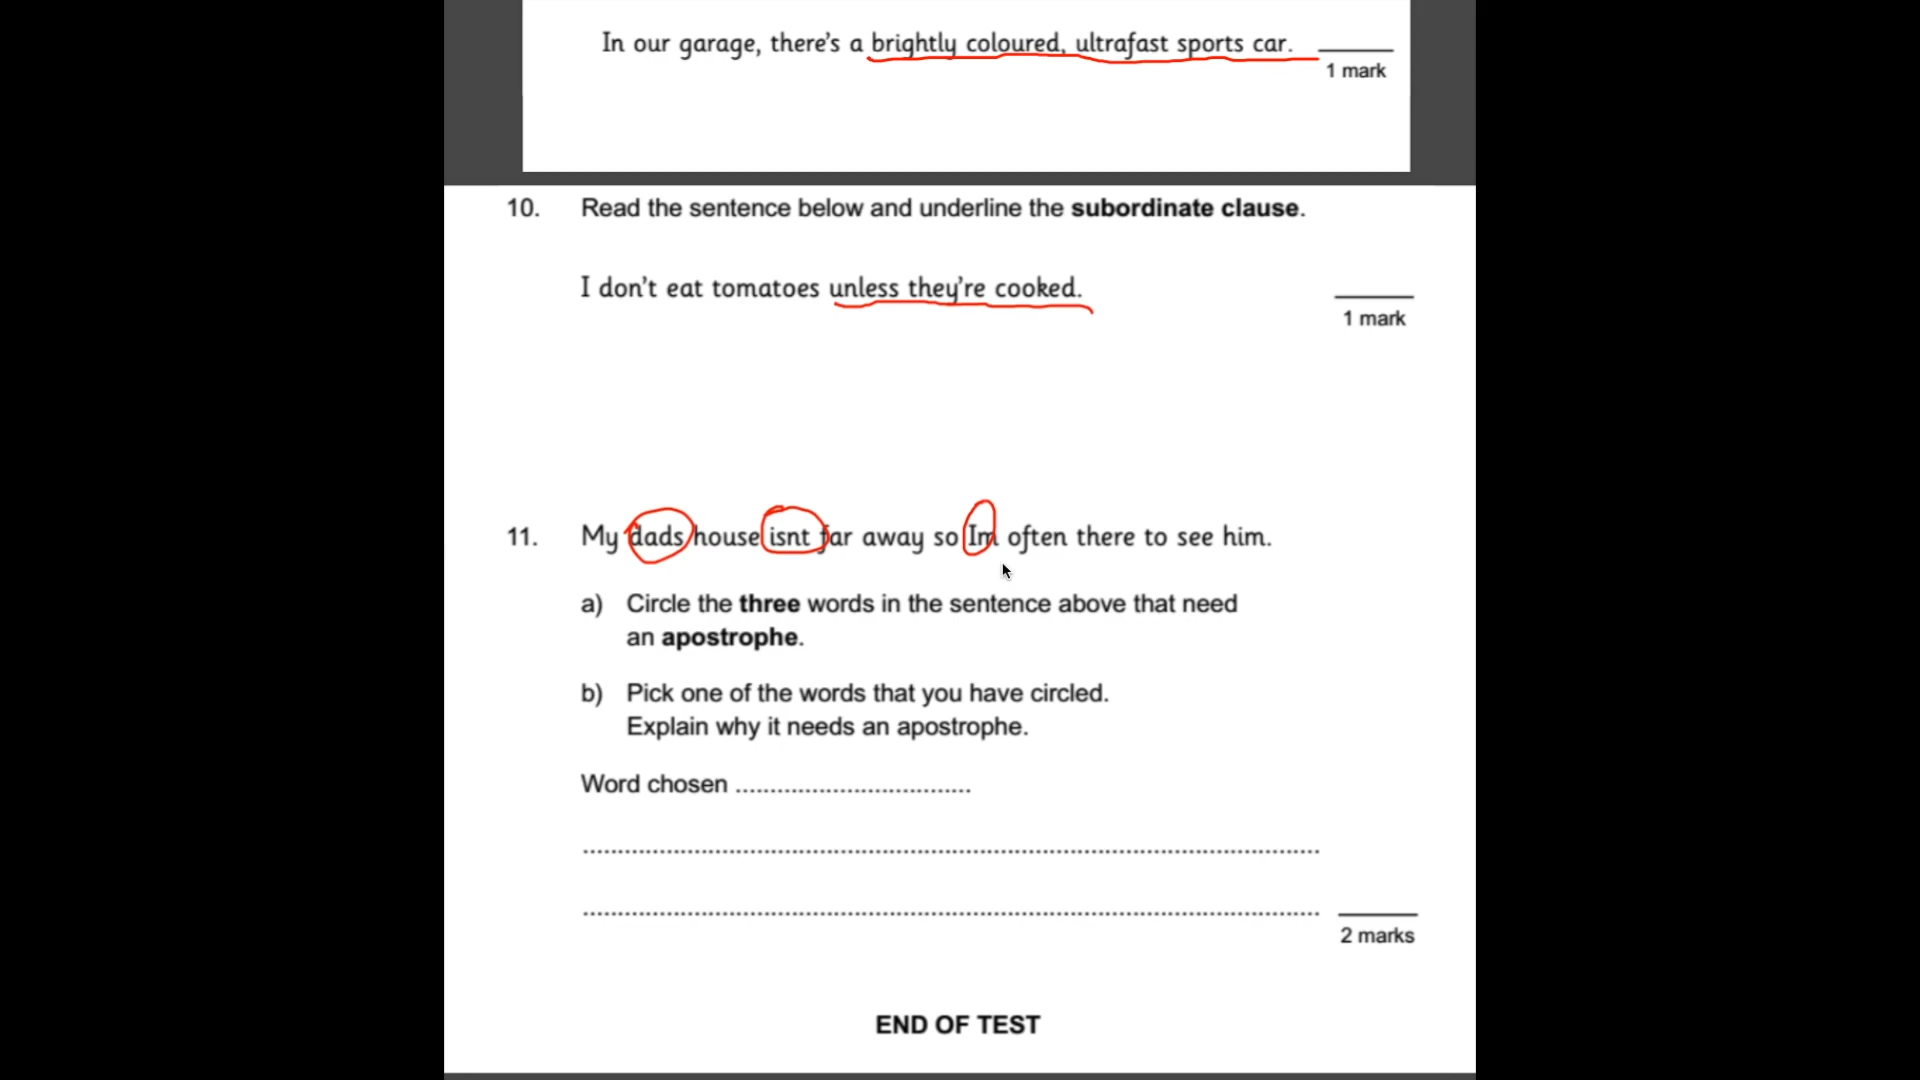 In our garage, there's a brightly coloured, ultrafast sports car.
1 mark
10. Read the sentence below and underline the subordinate clause.
I don't eat tomatoes unless they're cooked.
1 mark
11. My dads house isnt far away so Im often there to see him.
a) Circle the three words in the sentence above that need
an apostrophe.
b) Pick one of the words that you have circled.
Explain why it needs an apostrophe.
Word chosen ..................................
..........................................................................................................
..........................................................................................................
2 marks
END OF TEST